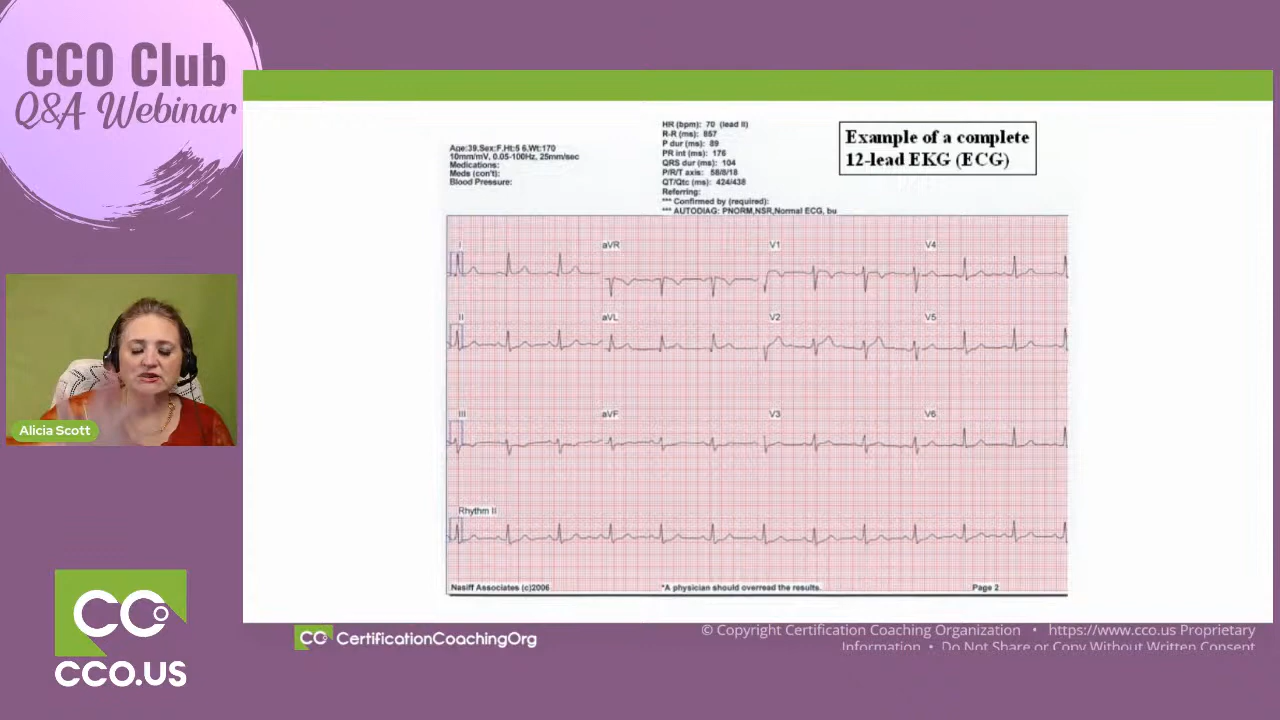 CCO Club
Q&A Webinar
Alicia Scott
CCO
CCO.US
Age:39.Sex:F.Ht:5 6.Wt:170
10mm/mV, 0.05-100Hz, 25mm/sec
Medications:
Meds (con't):
Blood Pressure:
HR (bpm): 70 (lead II)
R-R (ms): 857
P dur (ms): 89
PR int (ms): 176
QRS dur (ms): 104
P/R/T axis: 58/8/18
QT/Qtc (ms): 424/438
Referring:
*** Confirmed by (required):
*** AUTODIAG: PNORM,NSR,Normal ECG, bu
Example of a complete
12-lead EKG (ECG)
I aVR V1 V4
II aVL V2 V5
III aVF V3 V6
Rhythm II
Nasiff Associates (c)2006 *A physician should overread the results. Page 2
CCO CertificationCoachingOrg
© Copyright Certification Coaching Organization • https://www.cco.us Proprietary
Information • Do Not Share or Copy Without Written Consent